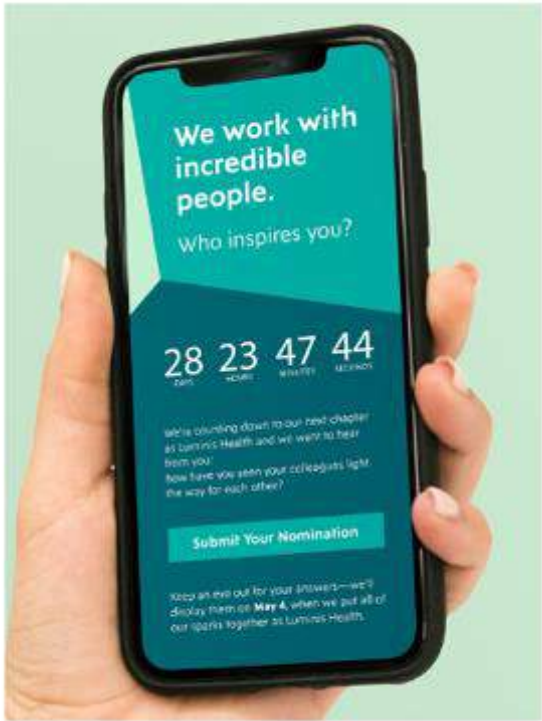 We work with
incredible
people.
Who inspires you?
28 23 47 44
DAYS HOURS MINUTES SECONDS
We're counting down to our next chapter
as Luminis Health and we want to hear
from you:
how have you seen your colleagues light
the way for each other?
Submit Your Nomination
Keep an eye out for your answers—we'll
display them on May 4, when we put all of
our sparks together as Luminis Health.